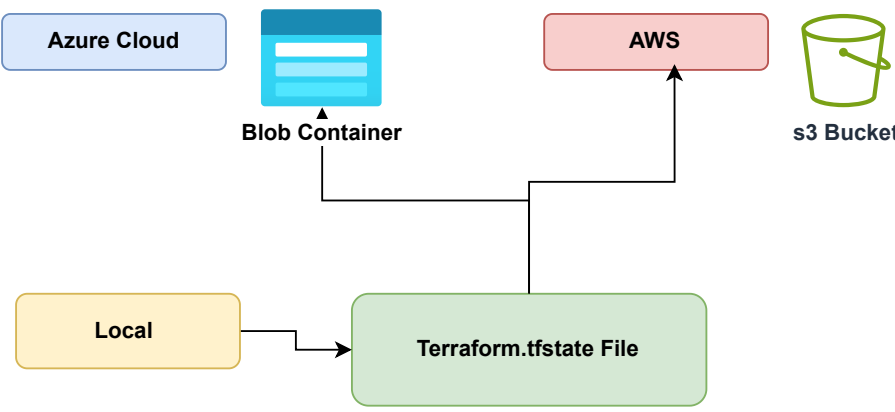 Azure Cloud
AWS
Blob Container
s3 Bucket
Local
Terraform.tfstate File